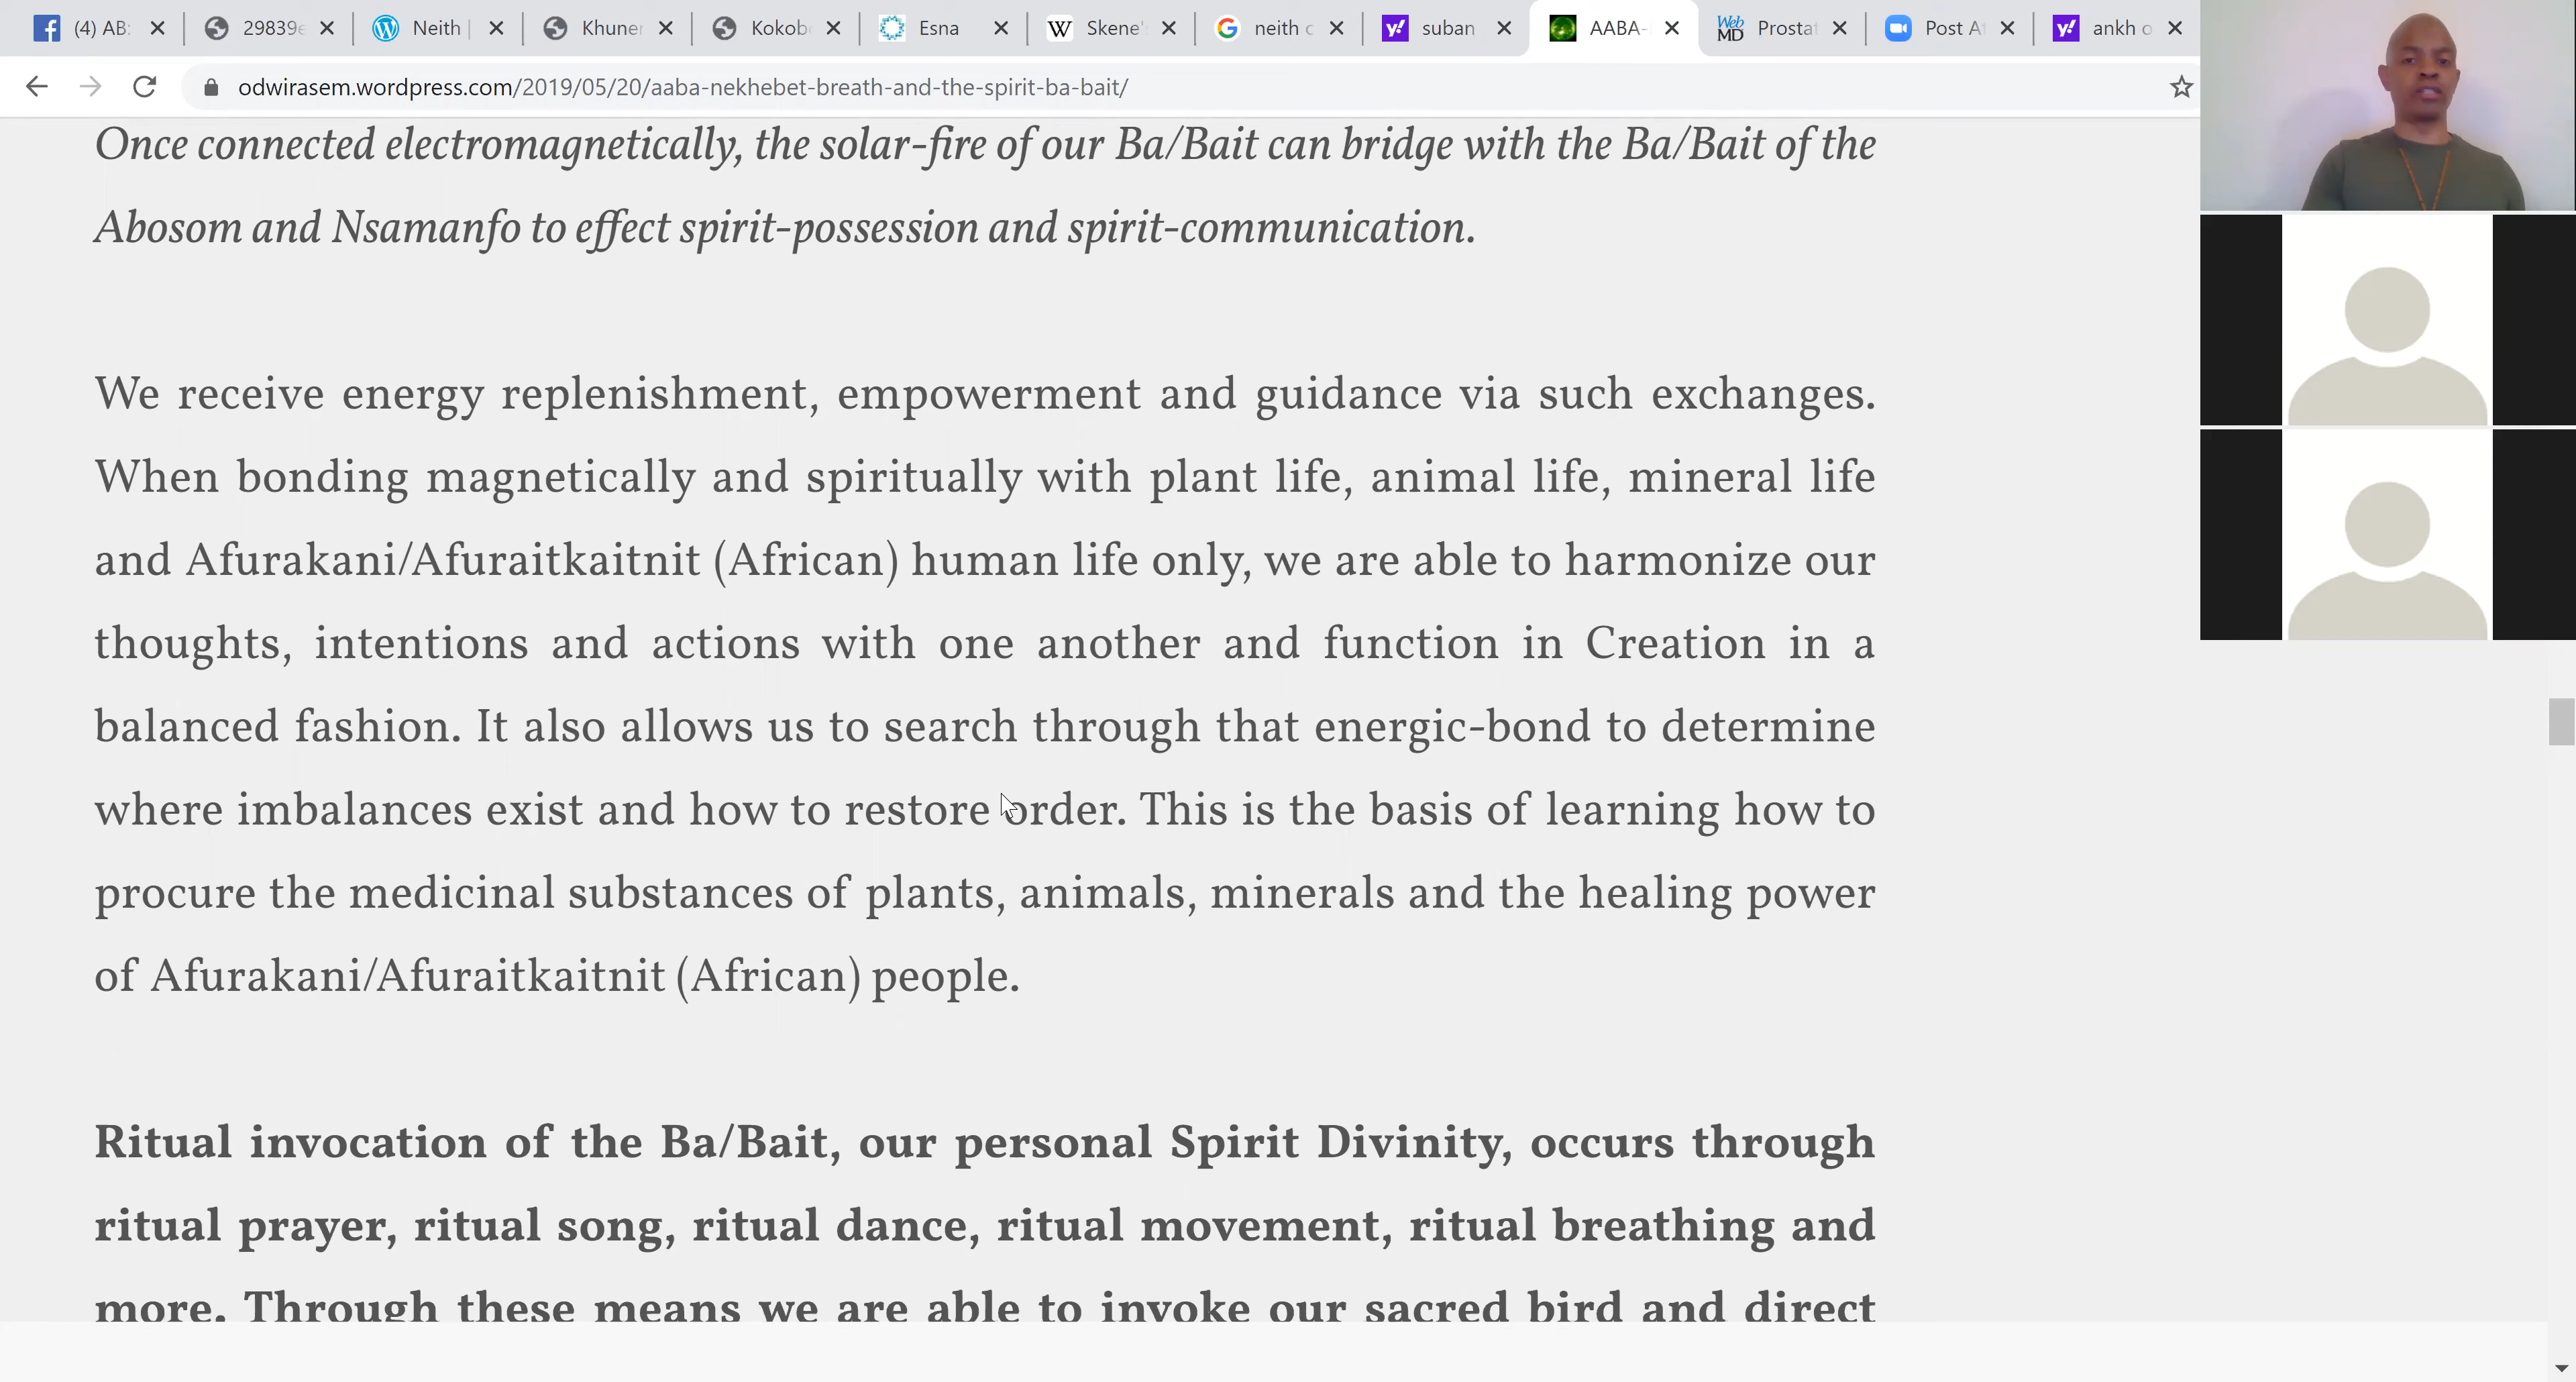 (4) AB: 29839e Neith | Khuner Kokob Esna Skene' neith c suban AABA- Prostat Post A ankh o
odwirasem.wordpress.com/2019/05/20/aaba-nekhebet-breath-and-the-spirit-ba-bait/
Once connected electromagnetically, the solar-fire of our Ba/Bait can bridge with the Ba/Bait of the
Abosom and Nsamanfo to effect spirit-possession and spirit-communication.
We receive energy replenishment, empowerment and guidance via such exchanges.
When bonding magnetically and spiritually with plant life, animal life, mineral life
and Afurakani/Afuraitkaitnit (African) human life only, we are able to harmonize our
thoughts, intentions and actions with one another and function in Creation in a
balanced fashion. It also allows us to search through that energic-bond to determine
where imbalances exist and how to restore order. This is the basis of learning how to
procure the medicinal substances of plants, animals, minerals and the healing power
of Afurakani/Afuraitkaitnit (African) people.
Ritual invocation of the Ba/Bait, our personal Spirit Divinity, occurs through
ritual prayer, ritual song, ritual dance, ritual movement, ritual breathing and
more. Through these means we are able to invoke our sacred bird and direct